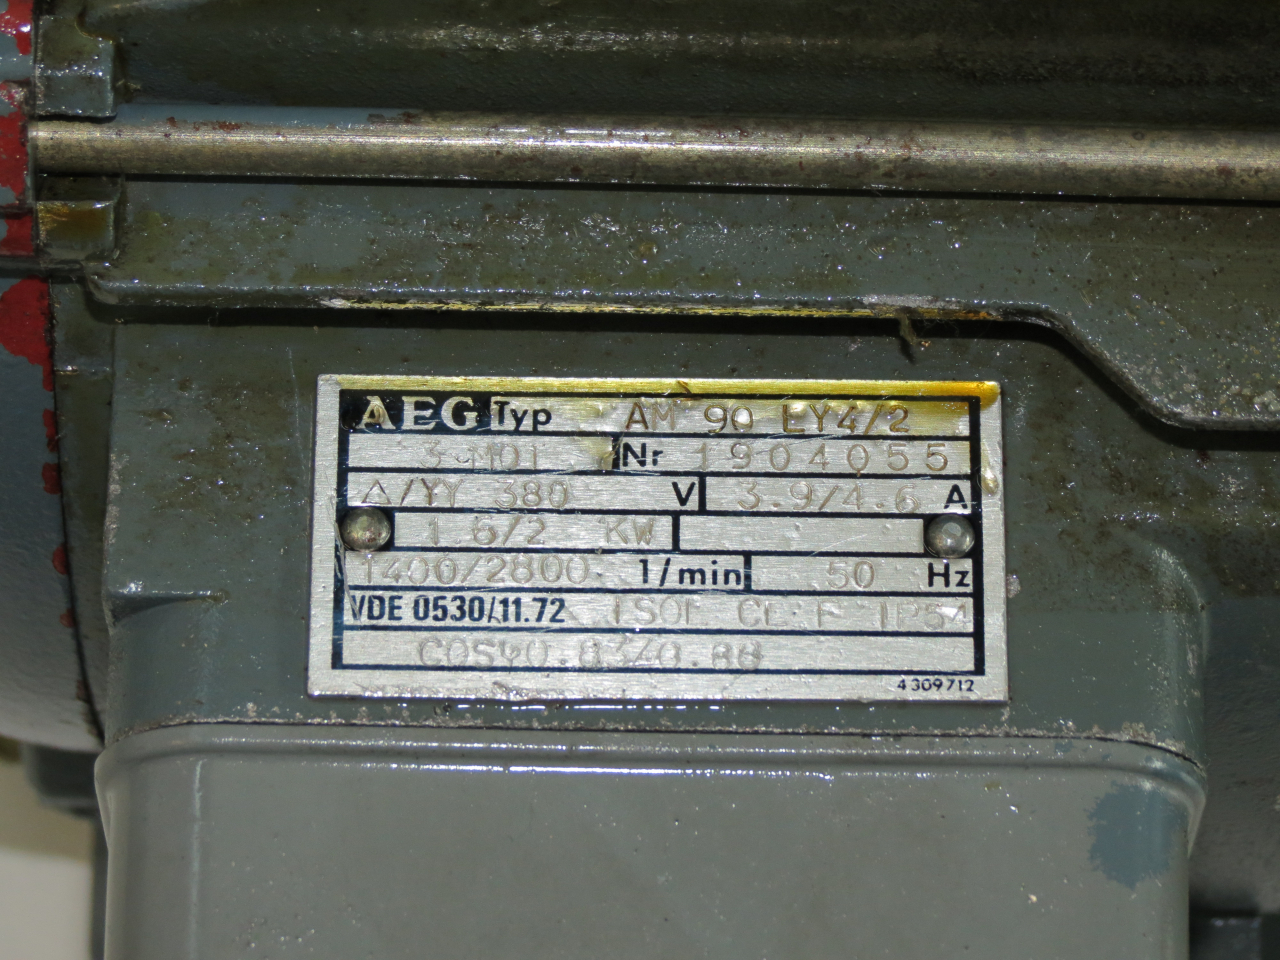 AEG Typ AM 90 LY4/2
3 MOT Nr 1904055
△/YY 380 V 3.9/4.6 A
1.6/2 KW
1400/2800 1/min 50 Hz
VDE 0530/11.72 ISOL CL F IP54
COSφ0.83/0.88
4309712